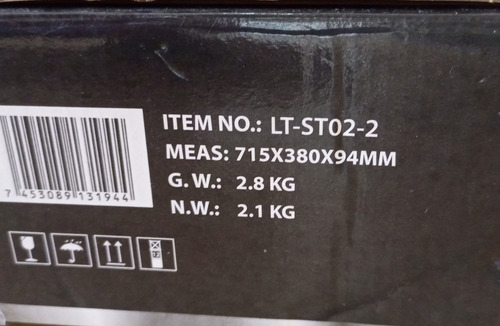 ITEM NO.: LT-ST02-2
MEAS: 715X380X94MM
G.W.: 2.8 KG
N.W.: 2.1 KG
7 453089 131944